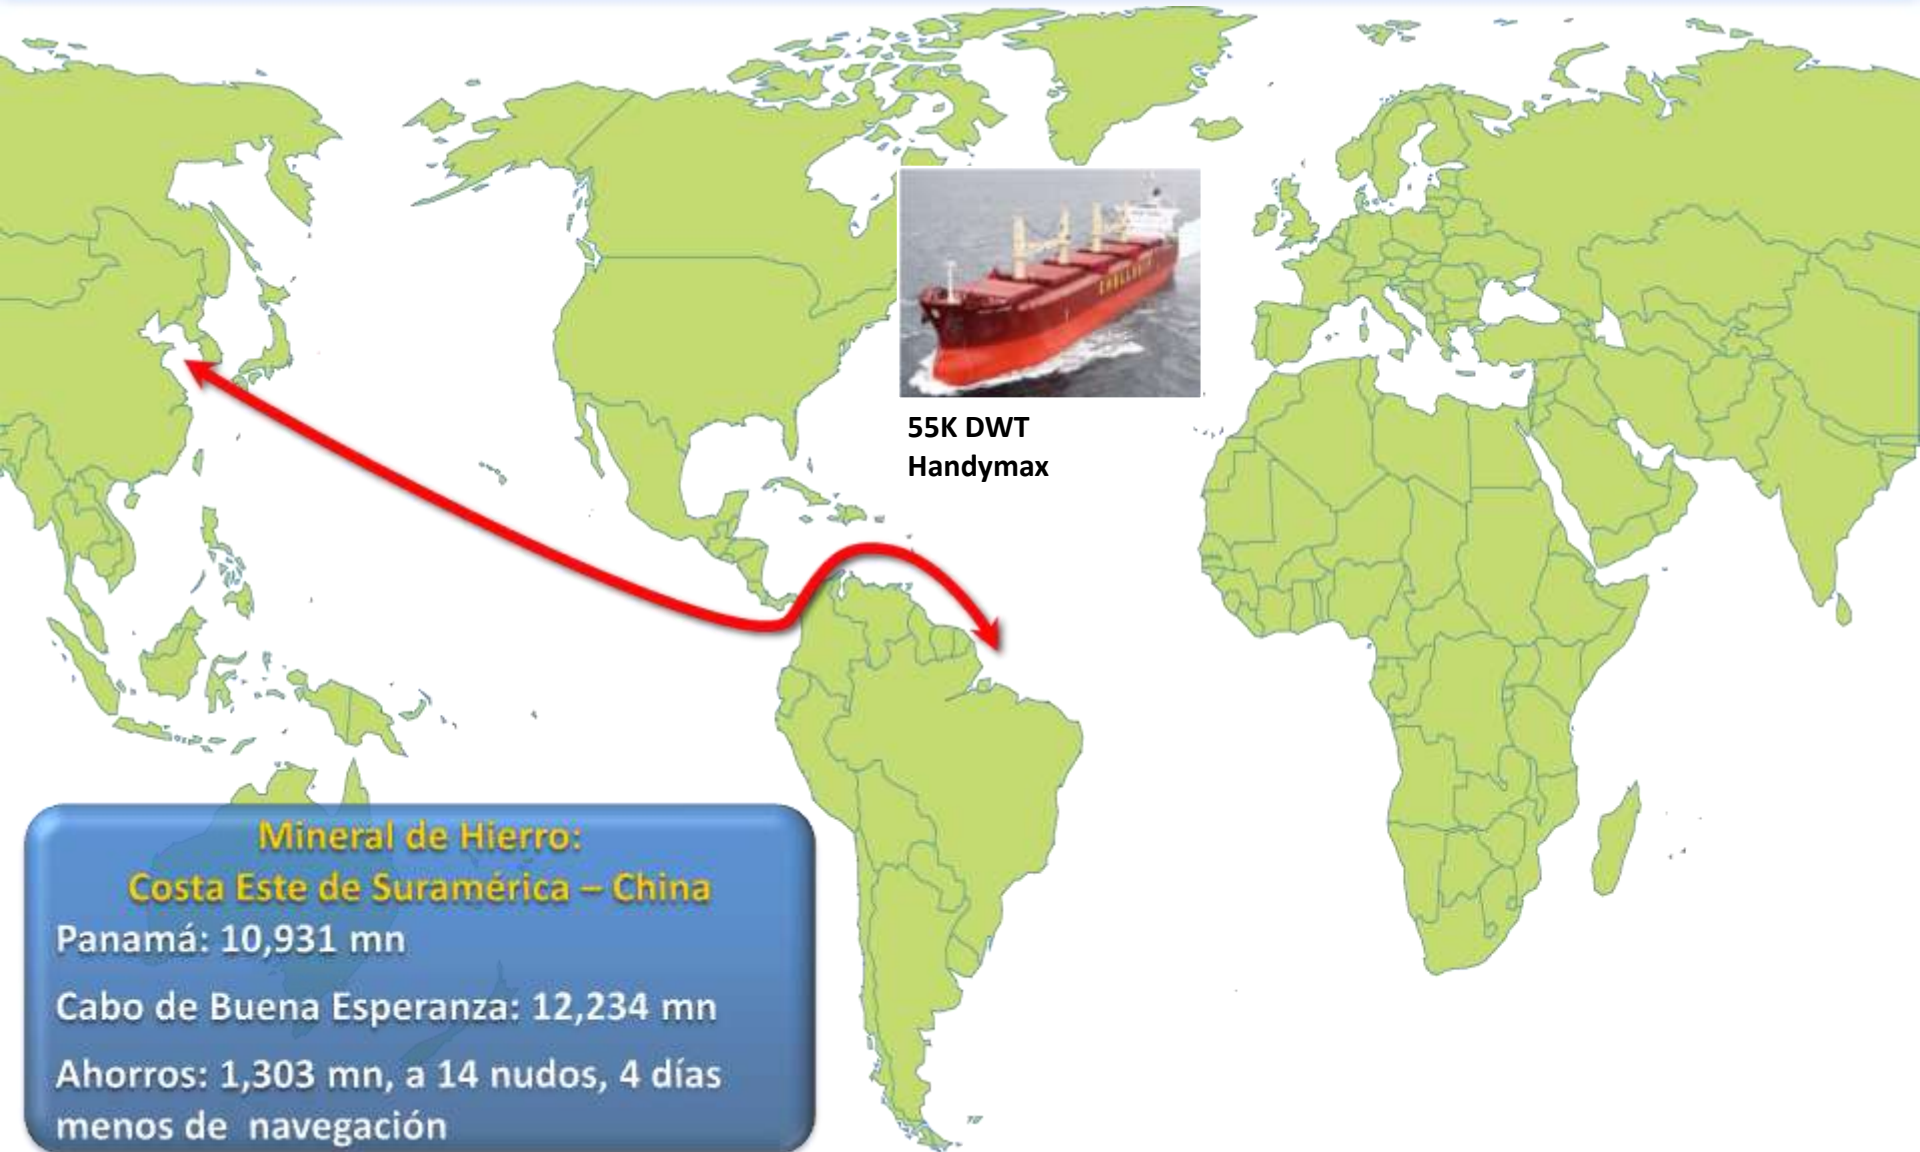 55K DWT
Handymax
Mineral de Hierro:
Costa Este de Suramérica – China
Panamá: 10,931 mn
Cabo de Buena Esperanza: 12,234 mn
Ahorros: 1,303 mn, a 14 nudos, 4 días
menos de navegación